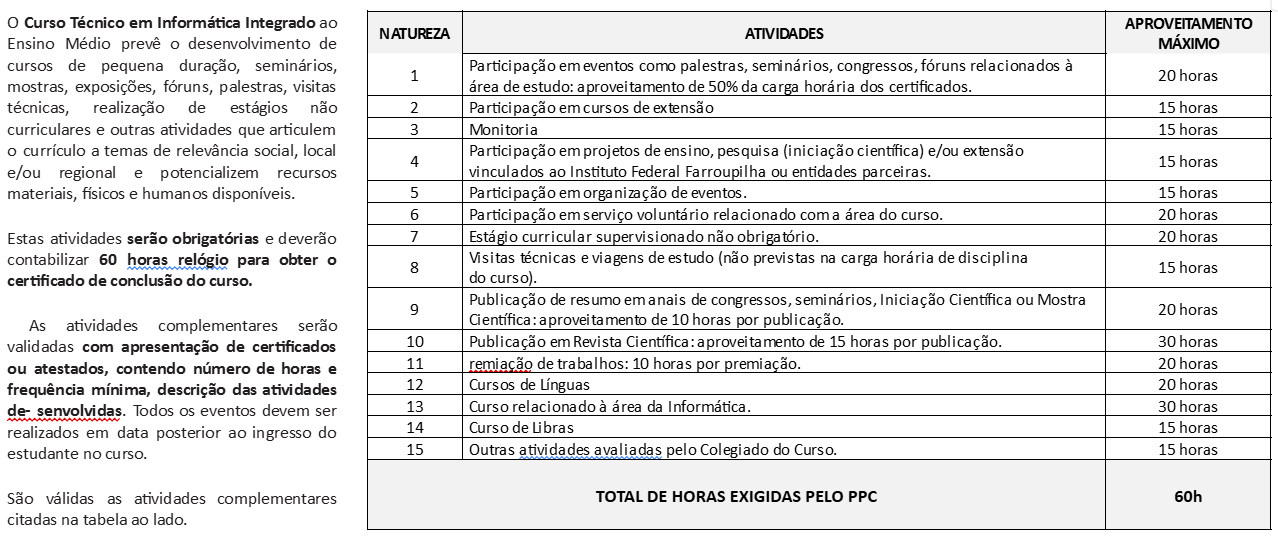 O Curso Técnico em Informática Integrado ao
Ensino Médio prevê o desenvolvimento de
cursos de pequena duração, seminários,
mostras, exposições, fóruns, palestras, visitas
técnicas, realização de estágios não
curriculares e outras atividades que articulem
o currículo a temas de relevância social, local
e/ou regional e potencializem recursos
materiais, físicos e humanos disponíveis.
Estas atividades serão obrigatórias e deverão
contabilizar 60 horas relógio para obter o
certificado de conclusão do curso.
As atividades complementares serão
validadas com apresentação de certificados
ou atestados, contendo número de horas e
frequência mínima, descrição das atividades
de- senvolvidas. Todos os eventos devem ser
realizados em data posterior ao ingresso do
estudante no curso.
São válidas as atividades complementares
citadas na tabela ao lado.
NATUREZA ATIVIDADES APROVEITAMENTO
MÁXIMO
1 Participação em eventos como palestras, seminários, congressos, fóruns relacionados à
área de estudo: aproveitamento de 50% da carga horária dos certificados. 20 horas
2 Participação em cursos de extensão 15 horas
3 Monitoria 15 horas
4 Participação em projetos de ensino, pesquisa (iniciação científica) e/ou extensão
vinculados ao Instituto Federal Farroupilha ou entidades parceiras. 15 horas
5 Participação em organização de eventos. 15 horas
6 Participação em serviço voluntário relacionado com a área do curso. 20 horas
7 Estágio curricular supervisionado não obrigatório. 20 horas
8 Visitas técnicas e viagens de estudo (não previstas na carga horária de disciplina
do curso). 15 horas
9 Publicação de resumo em anais de congressos, seminários, Iniciação Científica ou Mostra
Científica: aproveitamento de 10 horas por publicação. 20 horas
10 Publicação em Revista Científica: aproveitamento de 15 horas por publicação. 30 horas
11 remiação de trabalhos: 10 horas por premiação. 20 horas
12 Cursos de Línguas 20 horas
13 Curso relacionado à área da Informática. 30 horas
14 Curso de Libras 15 horas
15 Outras atividades avaliadas pelo Colegiado do Curso. 15 horas
TOTAL DE HORAS EXIGIDAS PELO PPC 60h